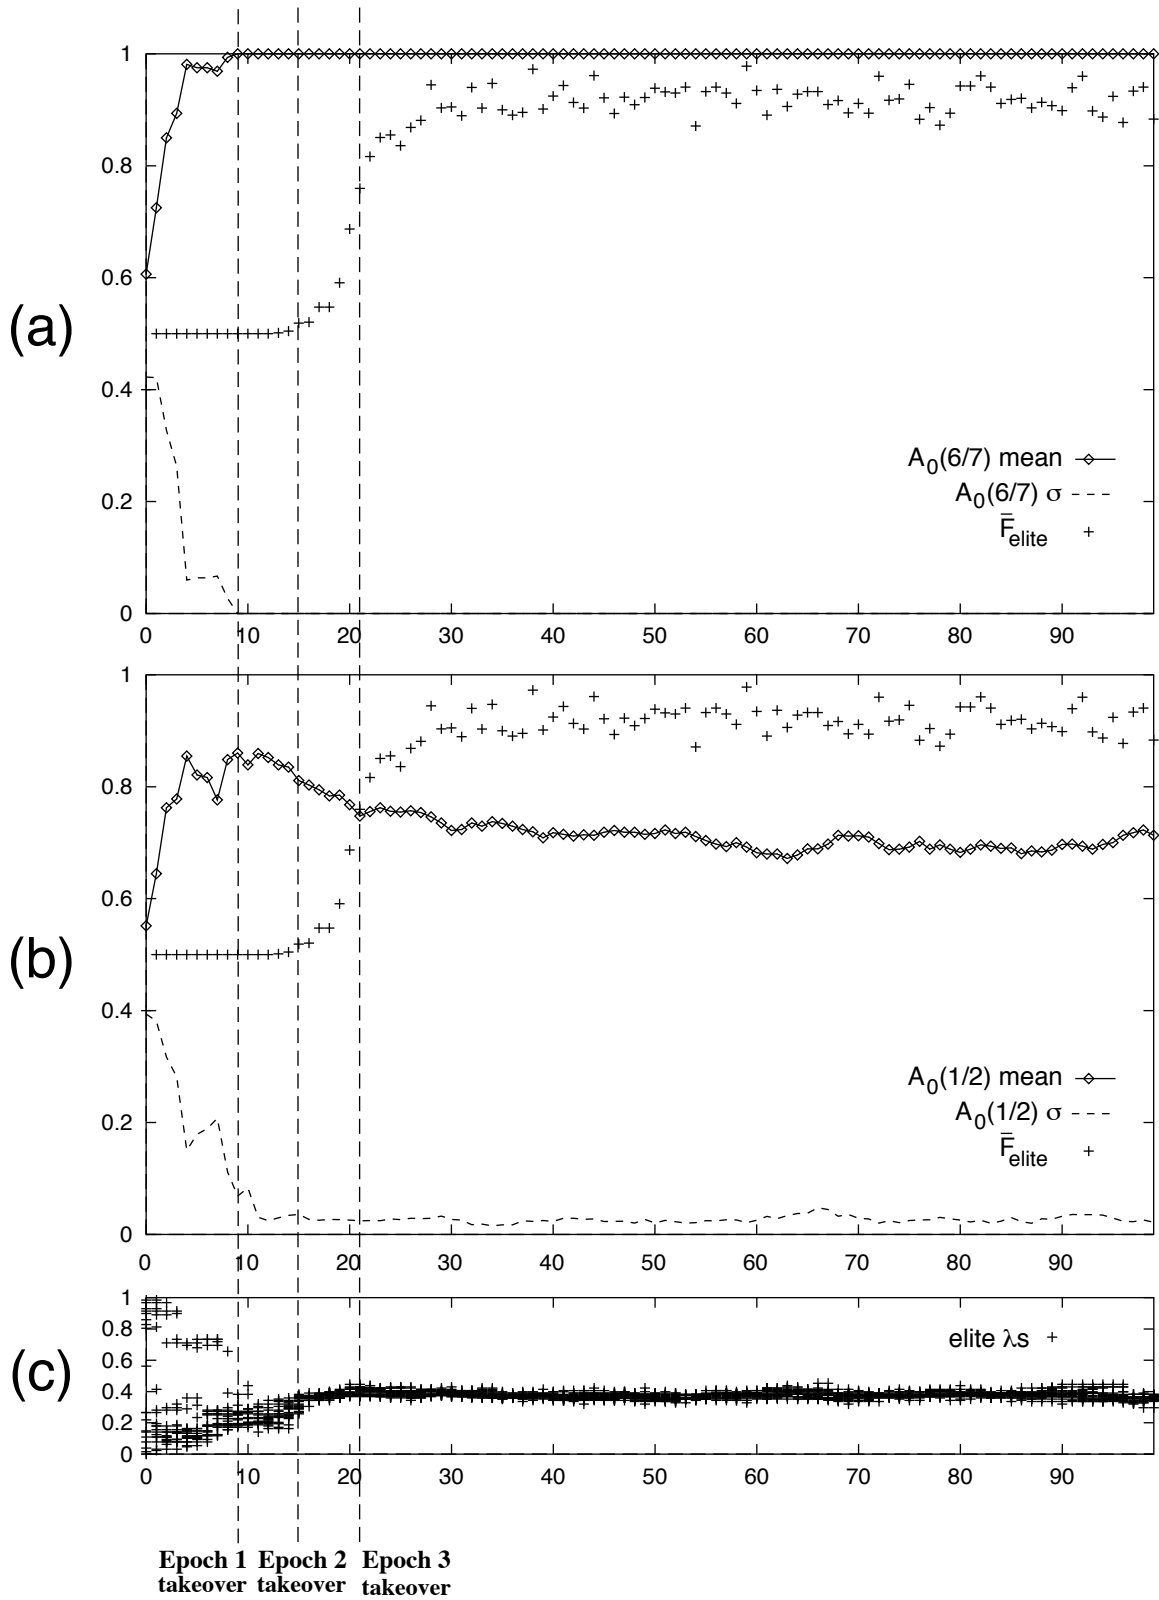 1
0.8
0.6
(a)
0.4
A0(6/7) mean
A0(6/7) σ
F̄elite
0.2
0
0 10 20 30 40 50 60 70 80 90
1
0.8
0.6
(b)
0.4
A0(1/2) mean
A0(1/2) σ
F̄elite
0.2
0
0 10 20 30 40 50 60 70 80 90
1
0.8
elite λs
0.6
(c)
0.4
0.2
0
0 10 20 30 40 50 60 70 80 90
Epoch 1 Epoch 2 Epoch 3
takeover takeover takeover